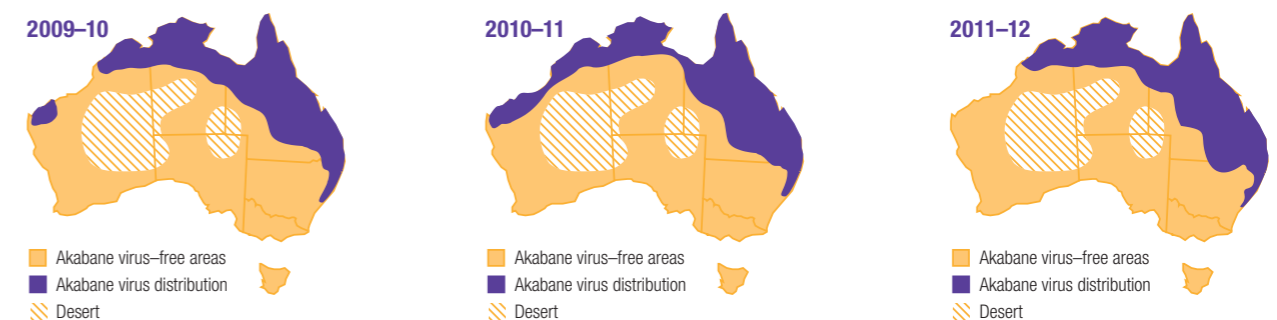 2009–10
Akabane virus–free areas
Akabane virus distribution
Desert
2010–11
Akabane virus–free areas
Akabane virus distribution
Desert
2011–12
Akabane virus–free areas
Akabane virus distribution
Desert